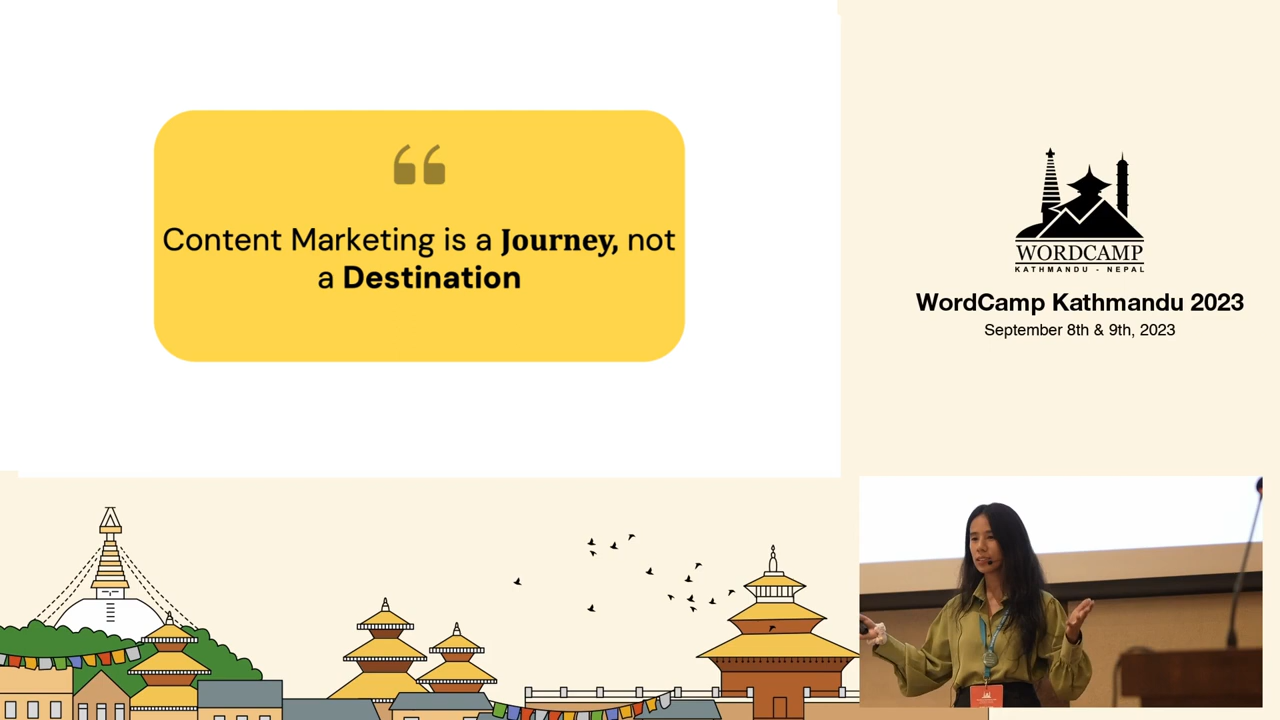 Content Marketing is a Journey, not
a Destination
WORDCAMP
KATHMANDU - NEPAL
WordCamp Kathmandu 2023
September 8th & 9th, 2023